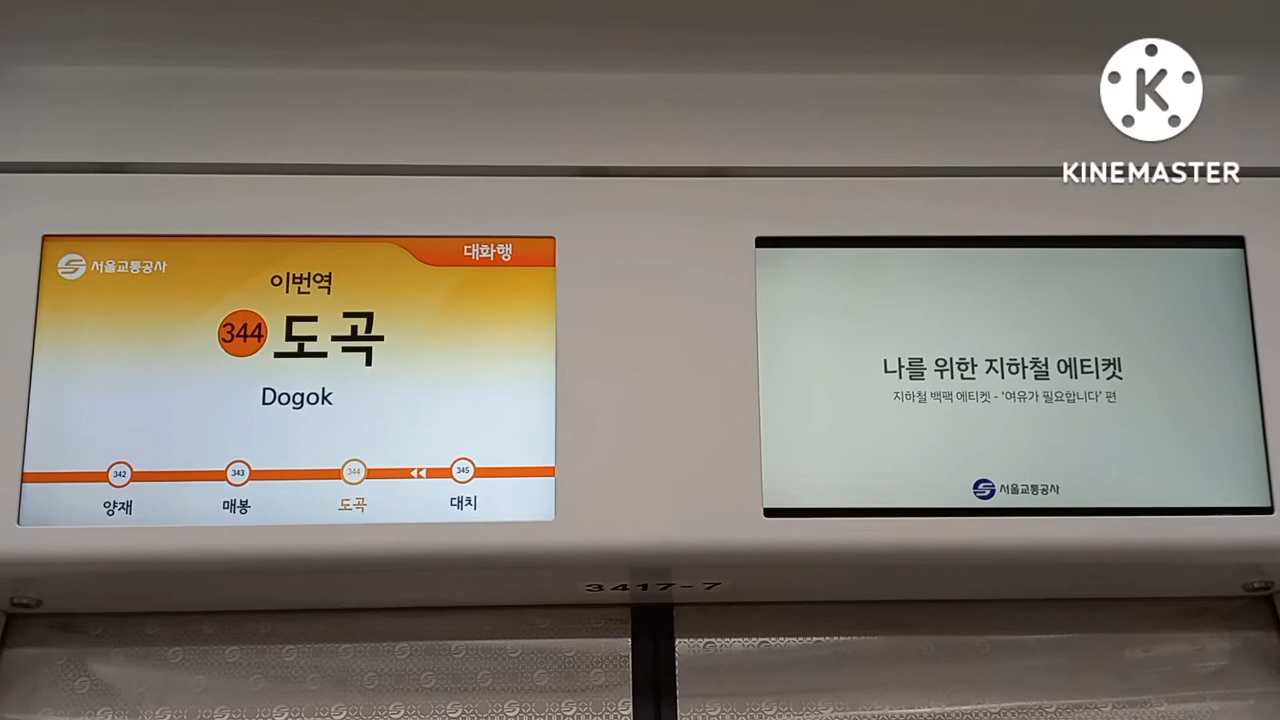 K
KINEMASTER
서울교통공사
대화행
이번역
344 도곡
Dogok
342 343 344 345
양재 매봉 도곡 대치
나를 위한 지하철 에티켓
지하철 백팩 에티켓 - '여유가 필요합니다' 편
서울교통공사
3417-7